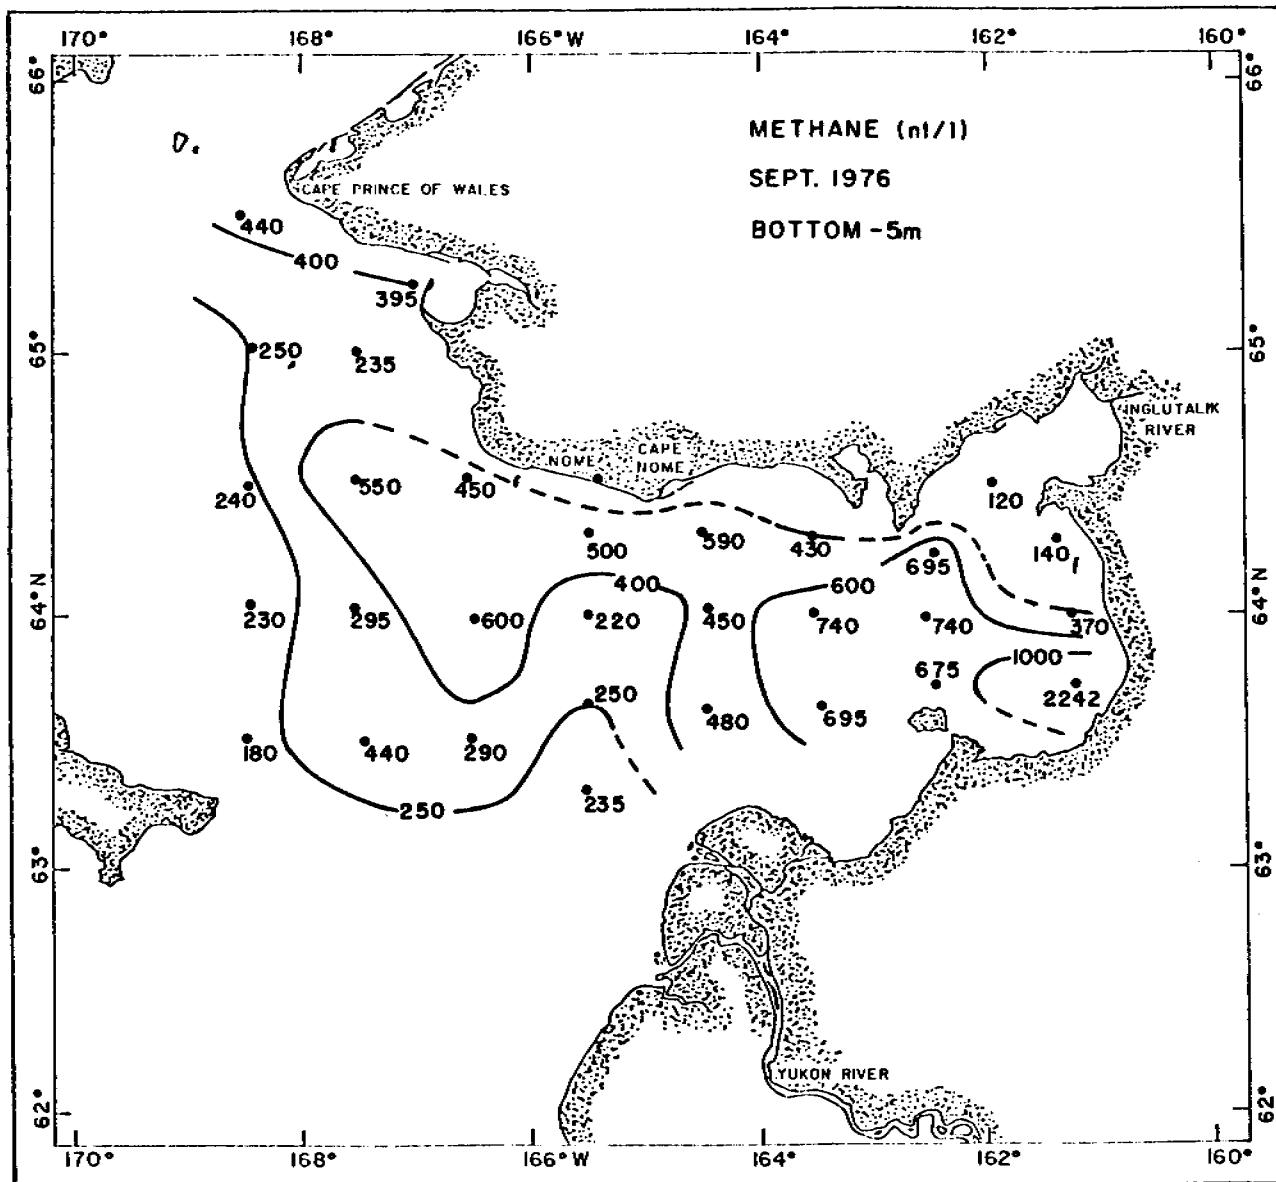 170° 168° 166° W 164° 162° 160°
66° 66°
METHANE (nl/l)
SEPT. 1976
BOTTOM -5m
CAPE PRINCE OF WALES
440
400
395
65° 65°
250 235
INGLUTALIK
RIVER
NOME
CAPE
NOME
240 550 450 120
500 590 430 695 140
400 600
64° N 64°
230 295 600 220 450 740 740 370
1000
675
250 2242
180 440 290 480 695
250 235
63° 63°
YUKON RIVER
62° 62°
170° 168° 166° W 164° 162° 160°